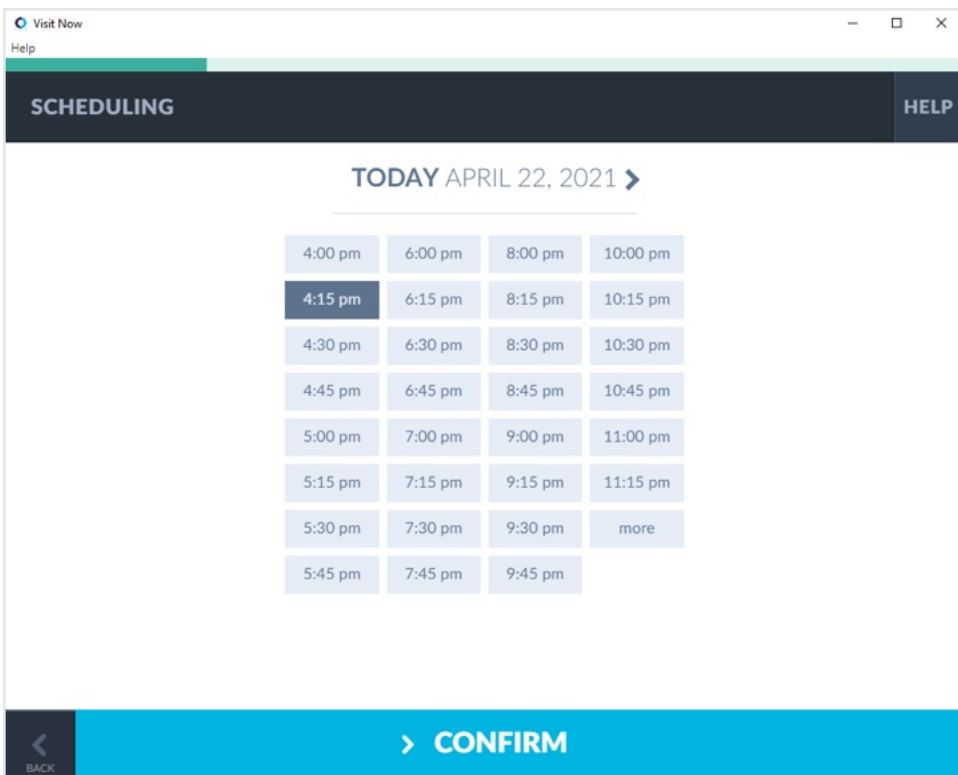 Visit Now
Help
SCHEDULING
HELP
TODAY APRIL 22, 2021
4:00 pm 6:00 pm 8:00 pm 10:00 pm
4:15 pm 6:15 pm 8:15 pm 10:15 pm
4:30 pm 6:30 pm 8:30 pm 10:30 pm
4:45 pm 6:45 pm 8:45 pm 10:45 pm
5:00 pm 7:00 pm 9:00 pm 11:00 pm
5:15 pm 7:15 pm 9:15 pm 11:15 pm
5:30 pm 7:30 pm 9:30 pm more
5:45 pm 7:45 pm 9:45 pm
BACK
CONFIRM